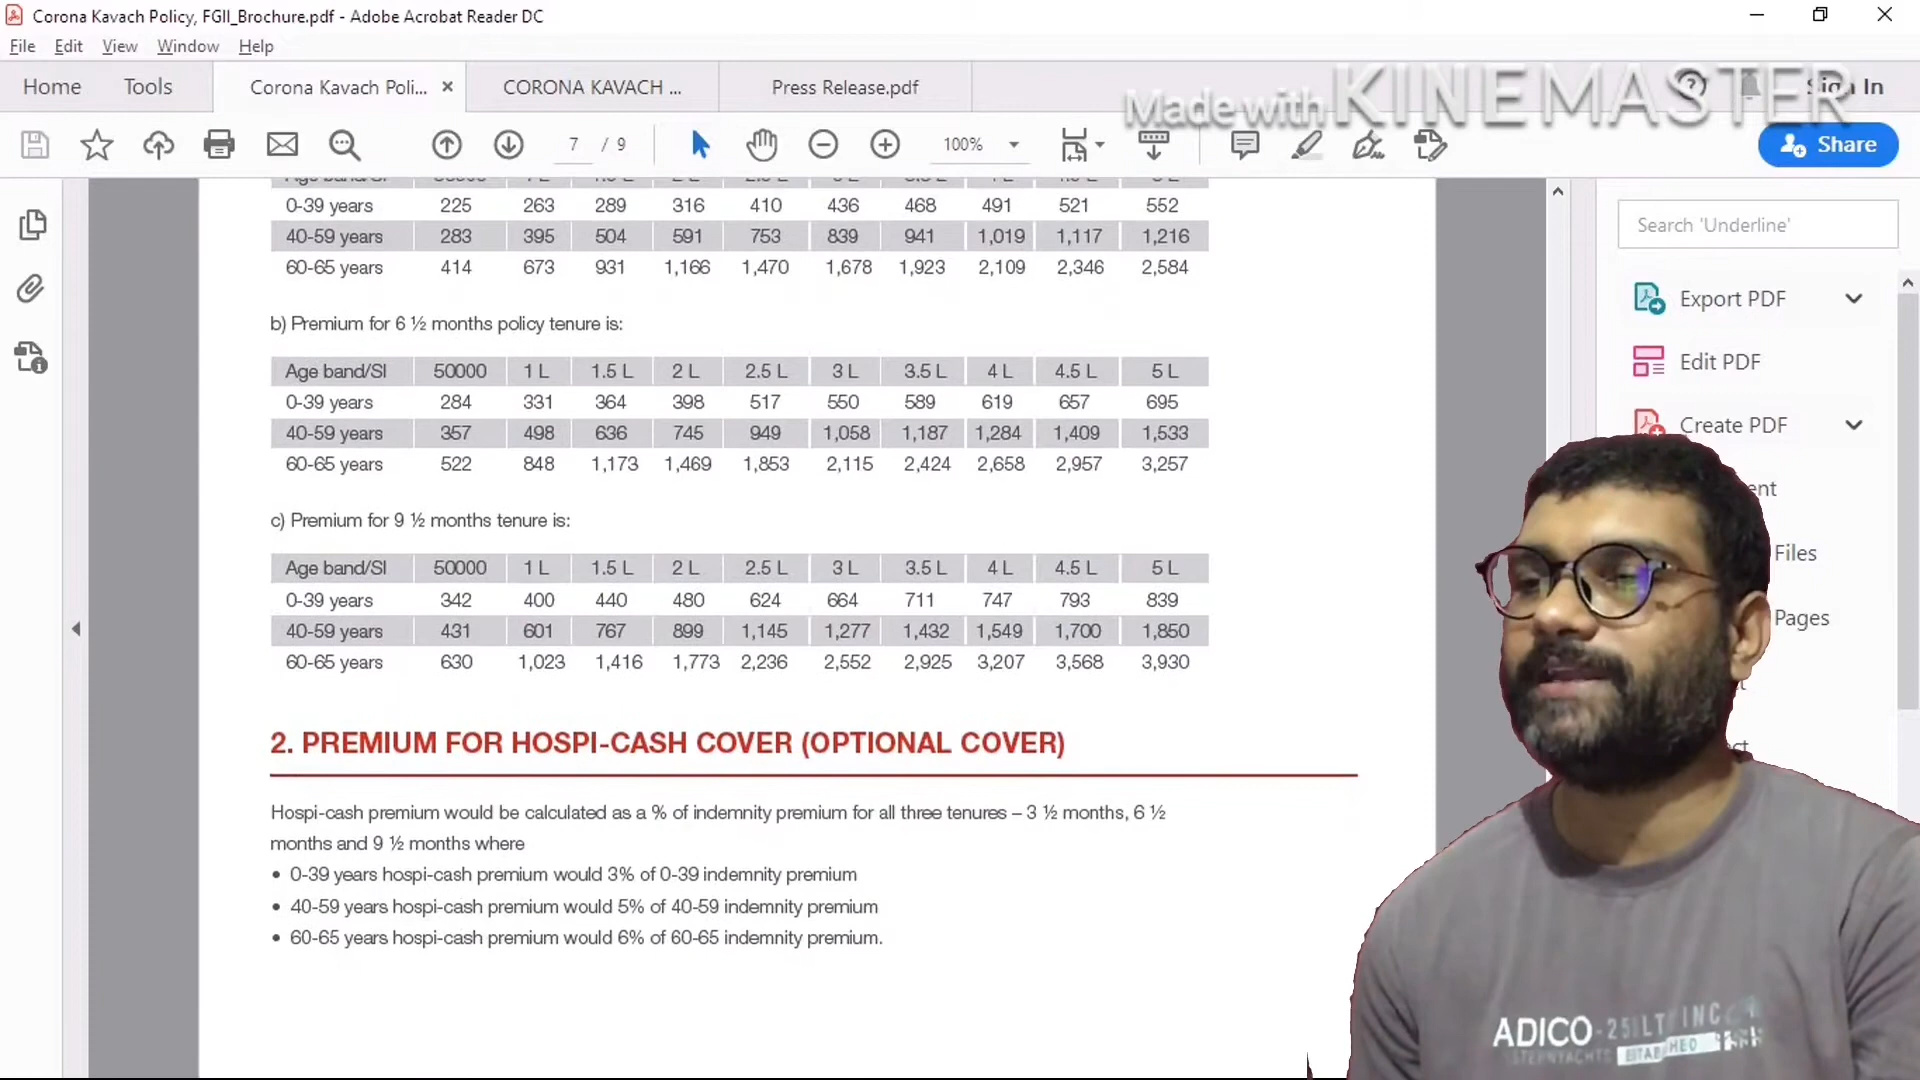 Corona Kavach Policy, FGII_Brochure.pdf - Adobe Acrobat Reader DC
File Edit View Window Help
Home Tools Corona Kavach Poli... × CORONA KAVACH ... Press Release.pdf Sign In
Made with KINEMASTER
7 / 9 100% Share
0-39 years 225 263 289 316 410 436 468 491 521 552
40-59 years 283 395 504 591 753 839 941 1,019 1,117 1,216
60-65 years 414 673 931 1,166 1,470 1,678 1,923 2,109 2,346 2,584
b) Premium for 6 ½ months policy tenure is:
Age band/SI 50000 1 L 1.5 L 2 L 2.5 L 3 L 3.5 L 4 L 4.5 L 5 L
0-39 years 284 331 364 398 517 550 589 619 657 695
40-59 years 357 498 636 745 949 1,058 1,187 1,284 1,409 1,533
60-65 years 522 848 1,173 1,469 1,853 2,115 2,424 2,658 2,957 3,257
c) Premium for 9 ½ months tenure is:
Age band/SI 50000 1 L 1.5 L 2 L 2.5 L 3 L 3.5 L 4 L 4.5 L 5 L
0-39 years 342 400 440 480 624 664 711 747 793 839
40-59 years 431 601 767 899 1,145 1,277 1,432 1,549 1,700 1,850
60-65 years 630 1,023 1,416 1,773 2,236 2,552 2,925 3,207 3,568 3,930
2. PREMIUM FOR HOSPI-CASH COVER (OPTIONAL COVER)
Hospi-cash premium would be calculated as a % of indemnity premium for all three tenures – 3 ½ months, 6 ½
months and 9 ½ months where
• 0-39 years hospi-cash premium would 3% of 0-39 indemnity premium
• 40-59 years hospi-cash premium would 5% of 40-59 indemnity premium
• 60-65 years hospi-cash premium would 6% of 60-65 indemnity premium.
Search 'Underline'
Export PDF
Edit PDF
Create PDF
Files
Pages
ADICO